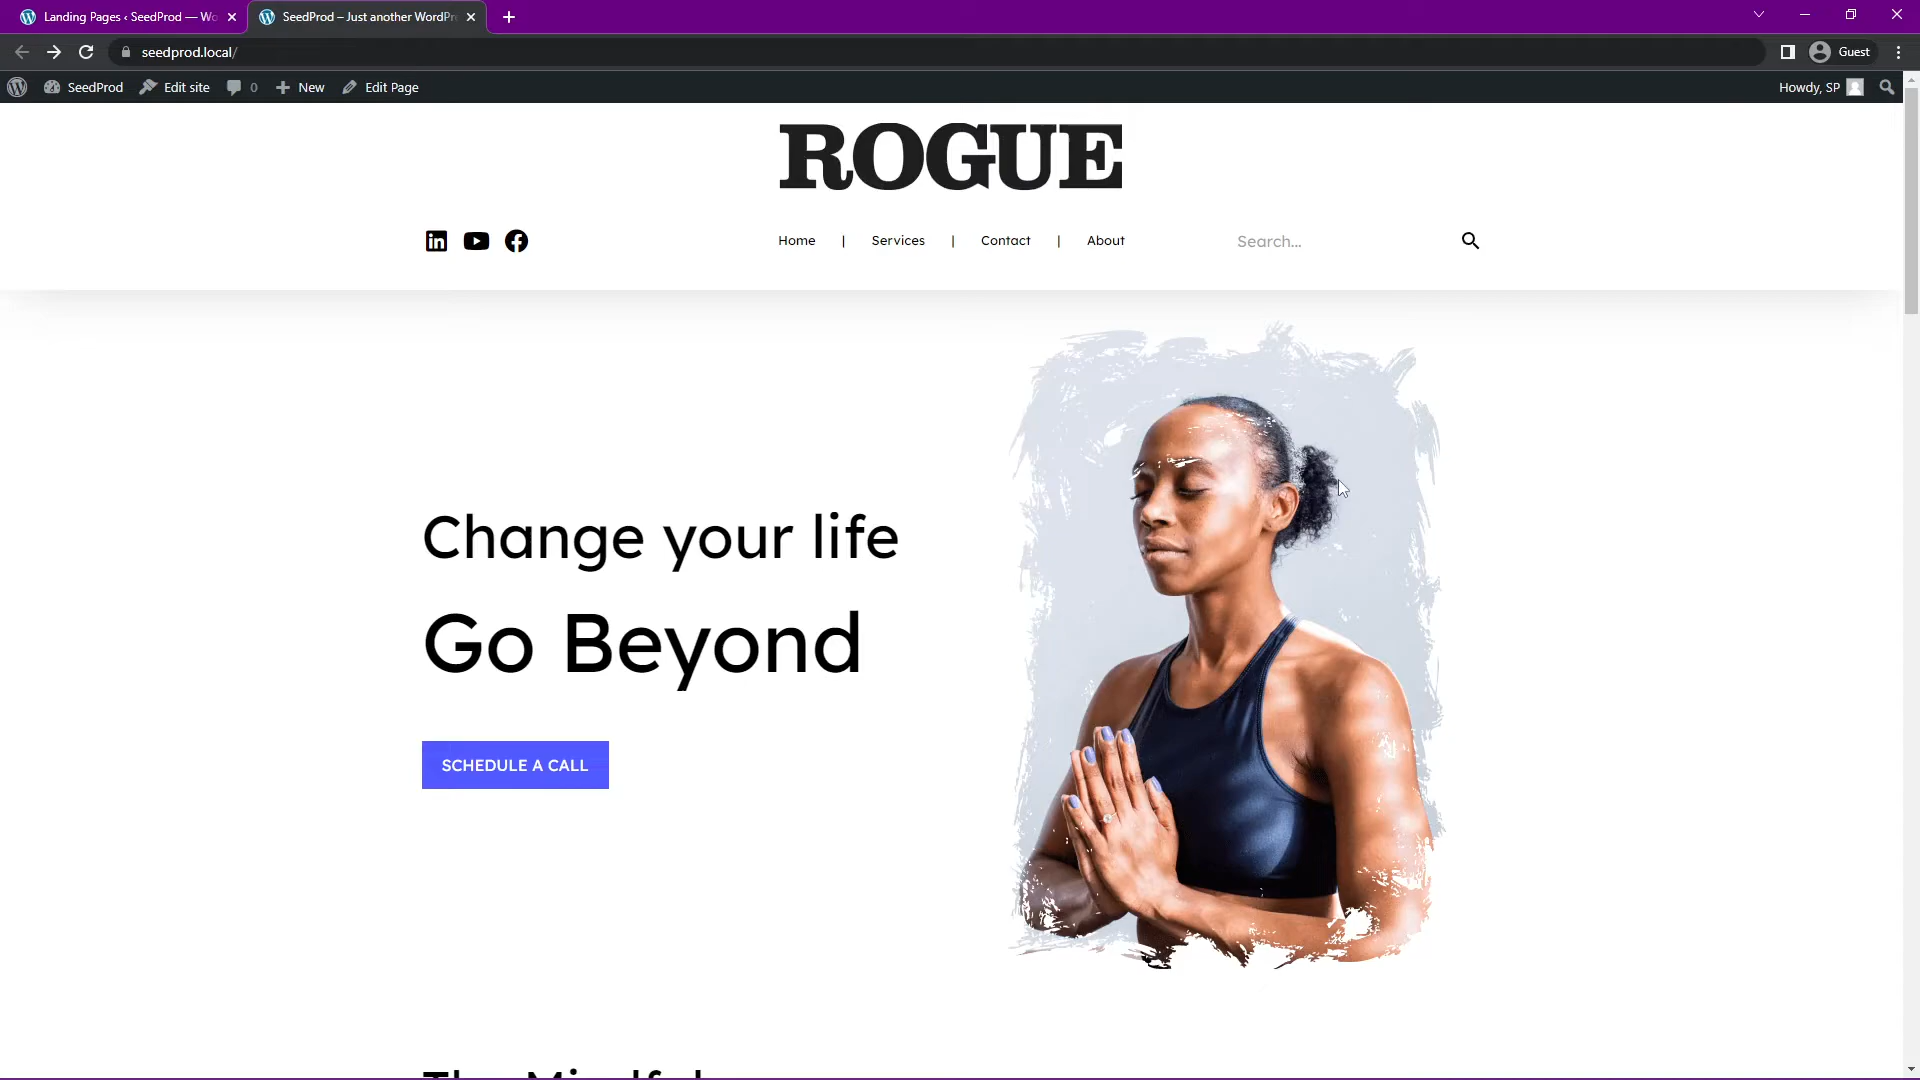 Landing Pages ‹ SeedProd — Wo
SeedProd – Just another WordPre
seedprod.local/
Guest
SeedProd
Edit site
0
New
Edit Page
Howdy, SP
ROGUE
Home | Services | Contact | About
Search...
Change your life
Go Beyond
SCHEDULE A CALL